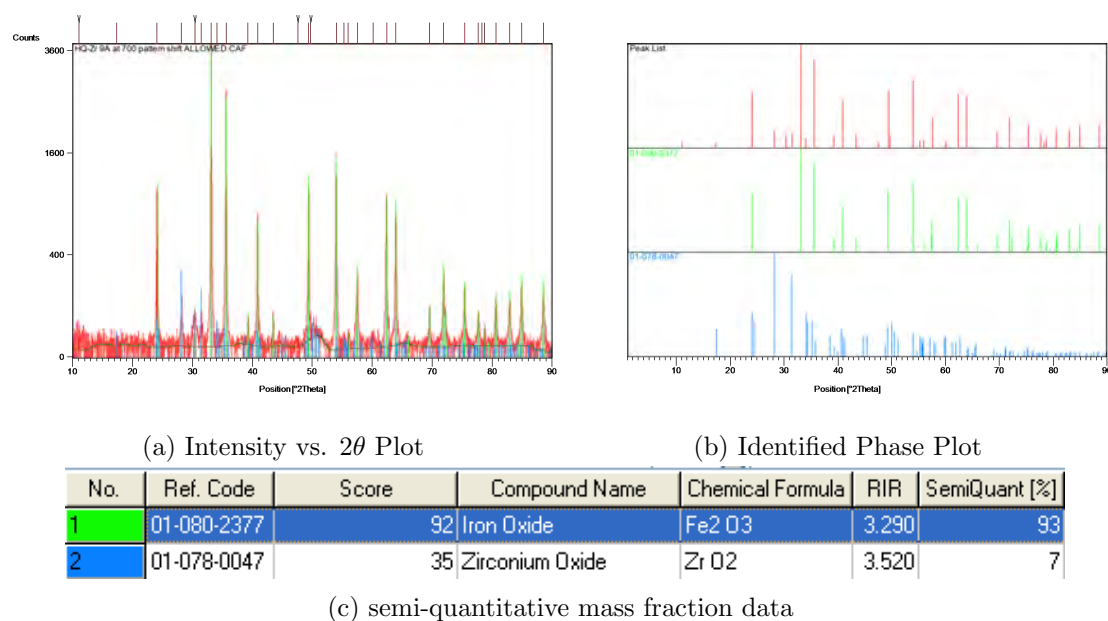 Counts
HQ-Z/ 9A at 700 pattern shift ALLOWED CAF
3600
1600
400
0
10 20 30 40 50 60 70 80 90
Position [°2Theta]
(a) Intensity vs. 2θ Plot
Peak List
01-080-2377
01-078-0047
10 20 30 40 50 60 70 80 90
Position [°2Theta]
(b) Identified Phase Plot
No. Ref. Code Score Compound Name Chemical Formula RIR SemiQuant [%]
1 01-080-2377 92 Iron Oxide Fe2 O3 3.290 93
2 01-078-0047 35 Zirconium Oxide Zr O2 3.520 7
(c) semi-quantitative mass fraction data